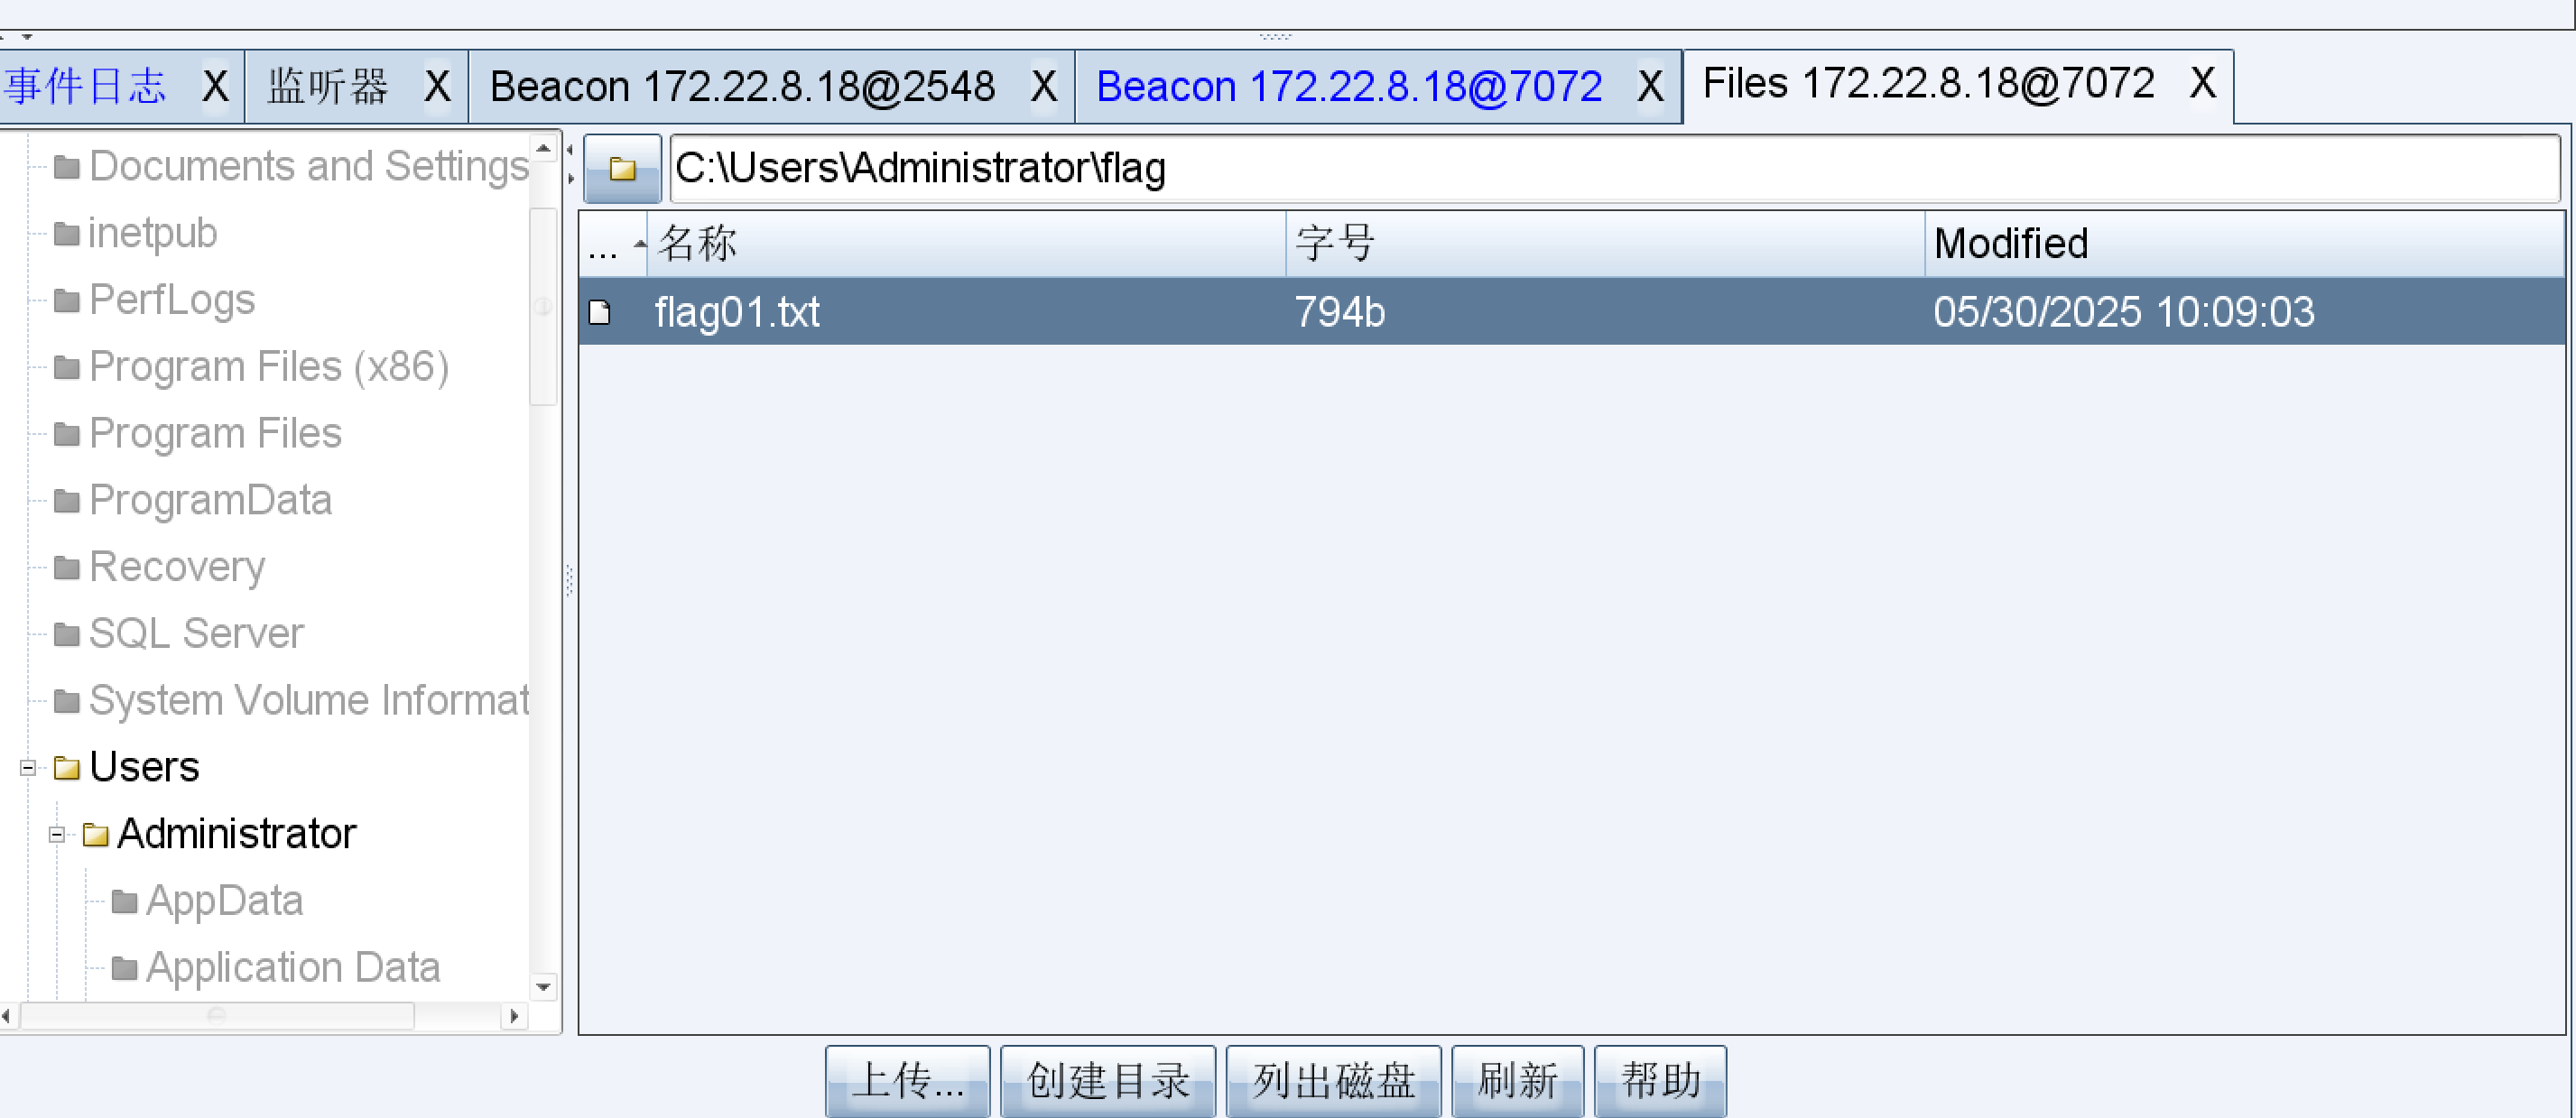 事件日志 X 监听器 X Beacon 172.22.8.18@2548 X Beacon 172.22.8.18@7072 X Files 172.22.8.18@7072 X
Documents and Settings
inetpub
PerfLogs
Program Files (x86)
Program Files
ProgramData
Recovery
SQL Server
System Volume Informat
Users
Administrator
AppData
Application Data
C:\Users\Administrator\flag
... 名称 字号 Modified
flag01.txt 794b 05/30/2025 10:09:03
上传... 创建目录 列出磁盘 刷新 帮助